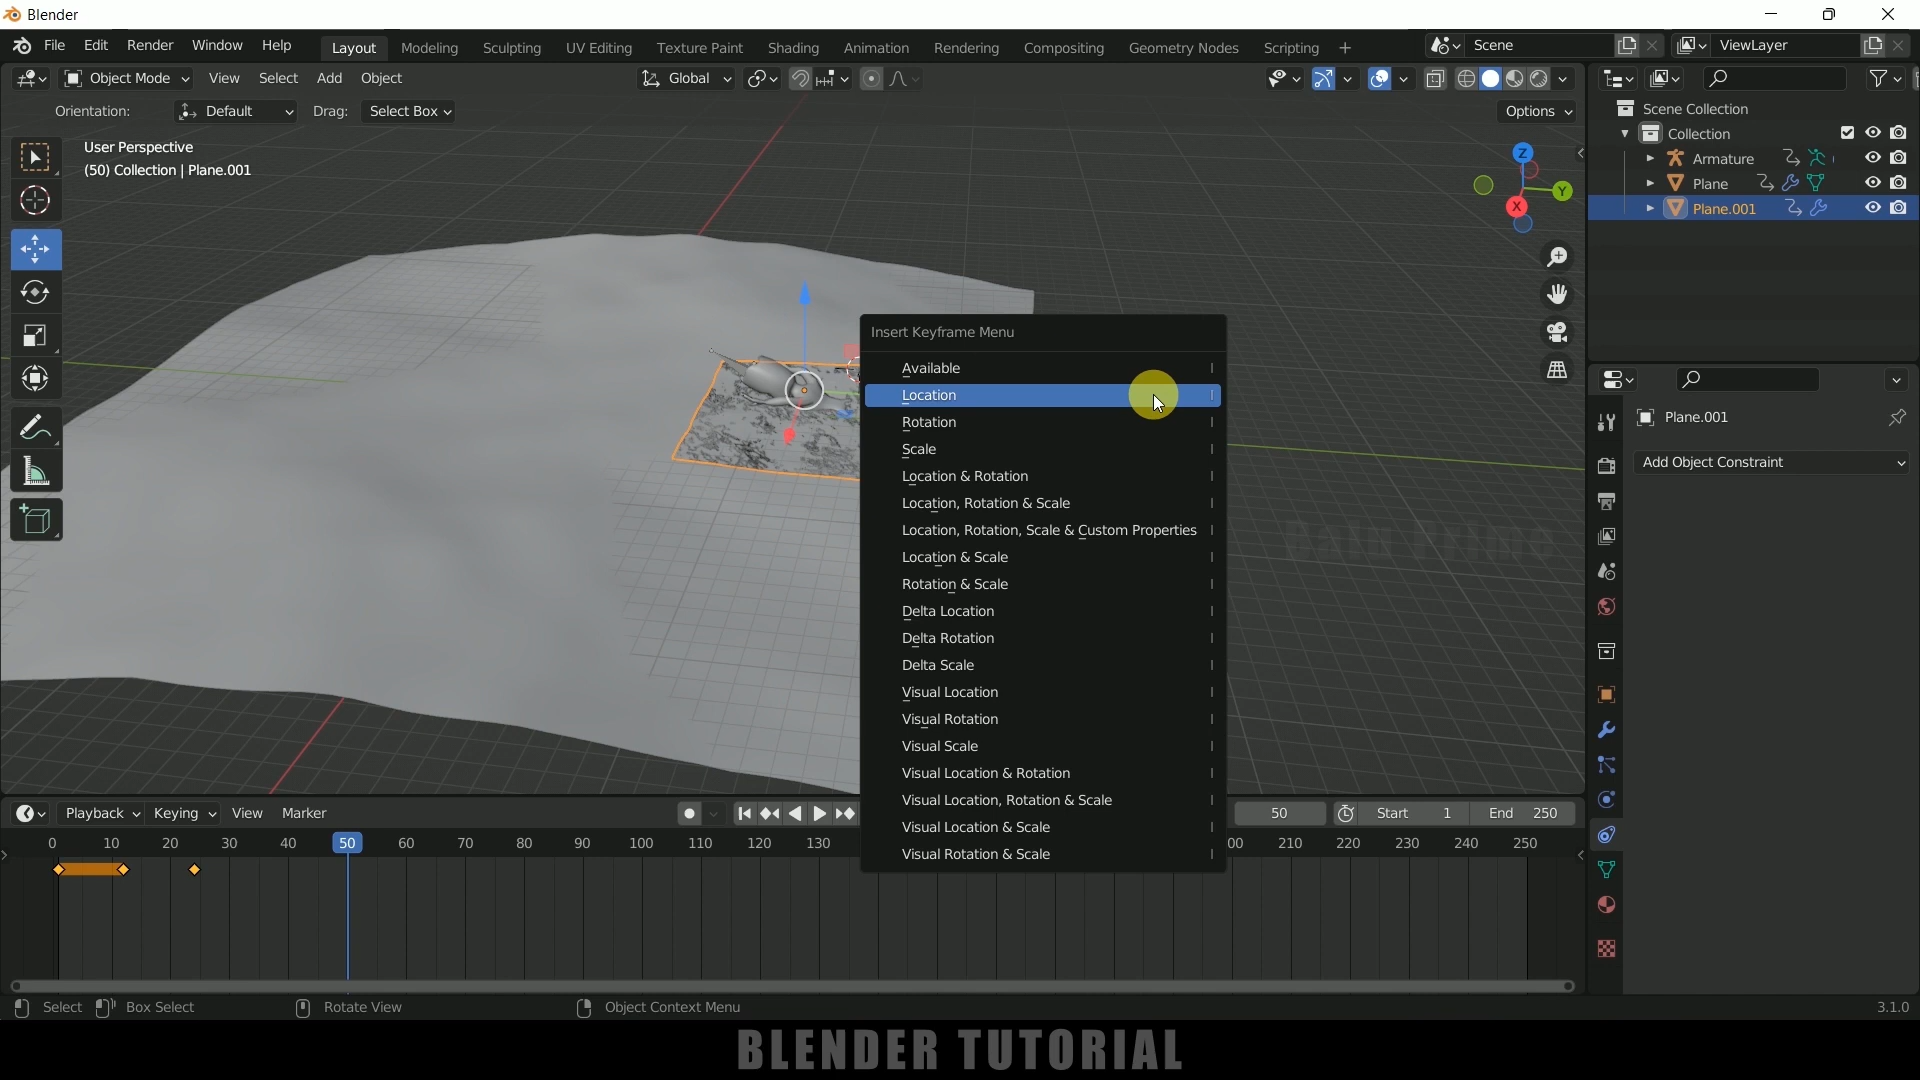 Blender
File Edit Render Window Help Layout Modeling Sculpting UV Editing Texture Paint Shading Animation Rendering Compositing Geometry Nodes Scripting + Scene ViewLayer
Object Mode View Select Add Object Global
Orientation: Default Drag: Select Box Options
User Perspective
(50) Collection | Plane.001
Z
Y
X
Scene Collection
Collection
Armature
Plane
Plane.001
Plane.001
Add Object Constraint
Insert Keyframe Menu
Available I
Location I
Rotation I
Scale I
Location & Rotation I
Location, Rotation & Scale I
Location, Rotation, Scale & Custom Properties I
Location & Scale I
Rotation & Scale I
Delta Location I
Delta Rotation I
Delta Scale I
Visual Location I
Visual Rotation I
Visual Scale I
Visual Location & Rotation I
Visual Location, Rotation & Scale I
Visual Location & Scale I
Visual Rotation & Scale I
Playback Keying View Marker 50 Start 1 End 250
0 10 20 30 40 50 60 70 80 90 100 110 120 130 00 210 220 230 240 250
Select Box Select Rotate View Object Context Menu 3.1.0
BLENDER TUTORIAL